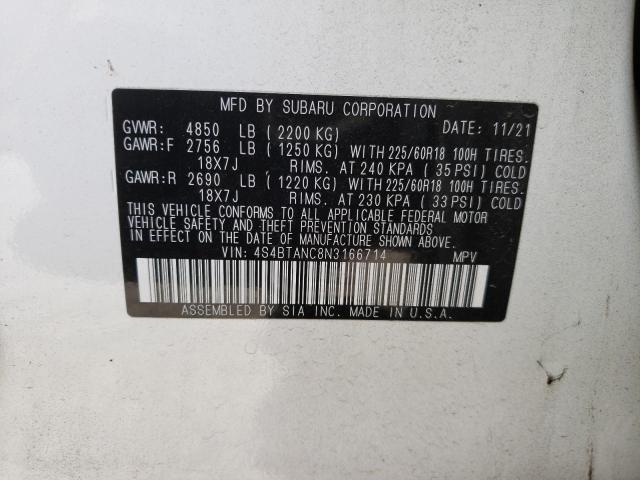 MFD BY SUBARU CORPORATION DATE: 11/21
GVWR: 4850 LB ( 2200 KG)
GAWR:F 2756 LB ( 1250 KG) WITH 225/60R18 100H TIRES.
18X7J RIMS. AT 240 KPA ( 35 PSI) COLD
GAWR:R 2690 LB ( 1220 KG) WITH 225/60R18 100H TIRES.
18X7J RIMS. AT 230 KPA ( 33 PSI) COLD
THIS VEHICLE CONFORMS TO ALL APPLICABLE FEDERAL MOTOR
VEHICLE SAFETY AND THEFT PREVENTION STANDARDS
IN EFFECT ON THE DATE OF MANUFACTURE SHOWN ABOVE.
VIN: 4S4BTANC8N3166714 MPV
ASSEMBLED BY SIA INC. MADE IN U.S.A.